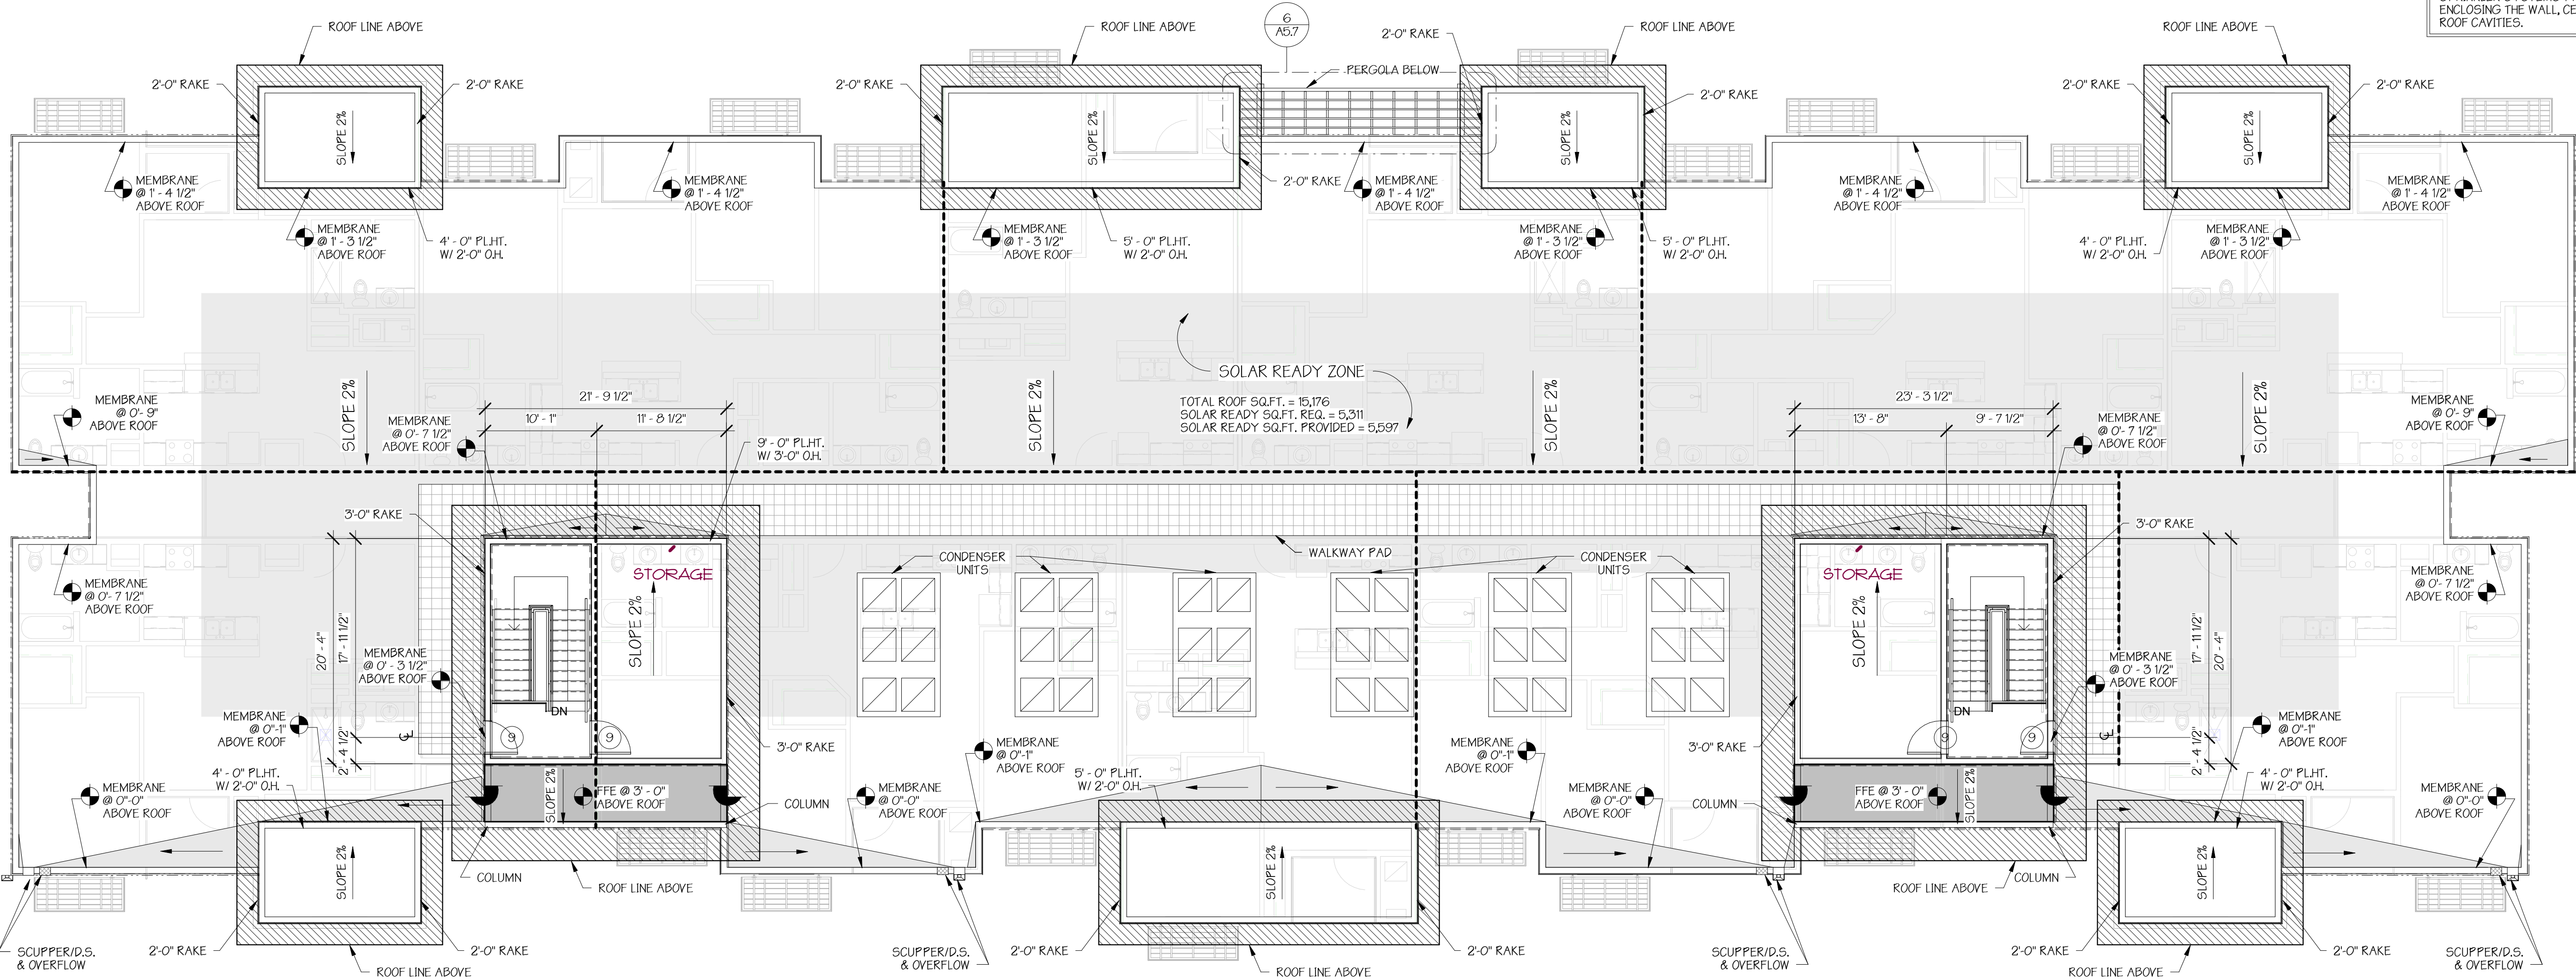 ENCLOSING THE WALL, CE
ROOF CAVITIES.
6
A5.7
ROOF LINE ABOVE
ROOF LINE ABOVE
2'-0" RAKE
ROOF LINE ABOVE
ROOF LINE ABOVE
PERGOLA BELOW
2'-0" RAKE
2'-0" RAKE
2'-0" RAKE
2'-0" RAKE
2'-0" RAKE
2'-0" RAKE
SLOPE 2%
SLOPE 2%
SLOPE 2%
SLOPE 2%
MEMBRANE
@ 1' - 4 1/2"
ABOVE ROOF
MEMBRANE
@ 1' - 4 1/2"
ABOVE ROOF
2'-0" RAKE
MEMBRANE
@ 1' - 4 1/2"
ABOVE ROOF
MEMBRANE
@ 1' - 4 1/2"
ABOVE ROOF
MEMBRANE
@ 1' - 4 1/2"
ABOVE ROOF
MEMBRANE
@ 1' - 3 1/2"
ABOVE ROOF
4' - 0" PL.HT.
W/ 2'-0" O.H.
MEMBRANE
@ 1' - 3 1/2"
ABOVE ROOF
5' - 0" PL.HT.
W/ 2'-0" O.H.
MEMBRANE
@ 1' - 3 1/2"
ABOVE ROOF
5' - 0" PL.HT.
W/ 2'-0" O.H.
4' - 0" PL.HT.
W/ 2'-0" O.H.
MEMBRANE
@ 1' - 3 1/2"
ABOVE ROOF
SOLAR READY ZONE
TOTAL ROOF SQ.FT. = 15,176
SOLAR READY SQ.FT. REQ. = 5,311
SOLAR READY SQ.FT. PROVIDED = 5,597
SLOPE 2%
SLOPE 2%
SLOPE 2%
SLOPE 2%
MEMBRANE
@ 0'- 9"
ABOVE ROOF
MEMBRANE
@ 0'- 7 1/2"
ABOVE ROOF
21' - 9 1/2"
10' - 1"
11' - 8 1/2"
9' - 0" PL.HT.
W/ 3'-0" O.H.
23' - 3 1/2"
13' - 8"
9' - 7 1/2"
MEMBRANE
@ 0'- 7 1/2"
ABOVE ROOF
MEMBRANE
@ 0'- 9"
ABOVE ROOF
3'-0" RAKE
3'-0" RAKE
WALKWAY PAD
CONDENSER
UNITS
CONDENSER
UNITS
STORAGE
STORAGE
MEMBRANE
@ 0'- 7 1/2"
ABOVE ROOF
MEMBRANE
@ 0'- 7 1/2"
ABOVE ROOF
SLOPE 2%
SLOPE 2%
20' - 4"
17' - 11 1/2"
17' - 11 1/2"
20' - 4"
MEMBRANE
@ 0' - 3 1/2"
ABOVE ROOF
MEMBRANE
@ 0' - 3 1/2"
ABOVE ROOF
DN
DN
9
9
9
9
MEMBRANE
@ 0"-1"
ABOVE ROOF
MEMBRANE
@ 0"-1"
ABOVE ROOF
MEMBRANE
@ 0"-1"
ABOVE ROOF
MEMBRANE
@ 0"-1"
ABOVE ROOF
℄
℄
3'-0" RAKE
3'-0" RAKE
2' - 4 1/2"
2' - 4 1/2"
MEMBRANE
@ 0"-0"
ABOVE ROOF
4' - 0" PL.HT.
W/ 2'-0" O.H.
SLOPE 2%
FFE @ 3' - 0"
ABOVE ROOF
COLUMN
MEMBRANE
@ 0"-0"
ABOVE ROOF
5' - 0" PL.HT.
W/ 2'-0" O.H.
MEMBRANE
@ 0"-0"
ABOVE ROOF
COLUMN
FFE @ 3' - 0"
ABOVE ROOF
SLOPE 2%
4' - 0" PL.HT.
W/ 2'-0" O.H.
MEMBRANE
@ 0"-0"
ABOVE ROOF
SLOPE 2%
SLOPE 2%
SLOPE 2%
COLUMN
ROOF LINE ABOVE
ROOF LINE ABOVE
COLUMN
SCUPPER/D.S.
& OVERFLOW
2'-0" RAKE
2'-0" RAKE
ROOF LINE ABOVE
SCUPPER/D.S.
& OVERFLOW
2'-0" RAKE
2'-0" RAKE
ROOF LINE ABOVE
SCUPPER/D.S.
& OVERFLOW
2'-0" RAKE
2'-0" RAKE
ROOF LINE ABOVE
SCUPPER/D.S.
& OVERFLOW